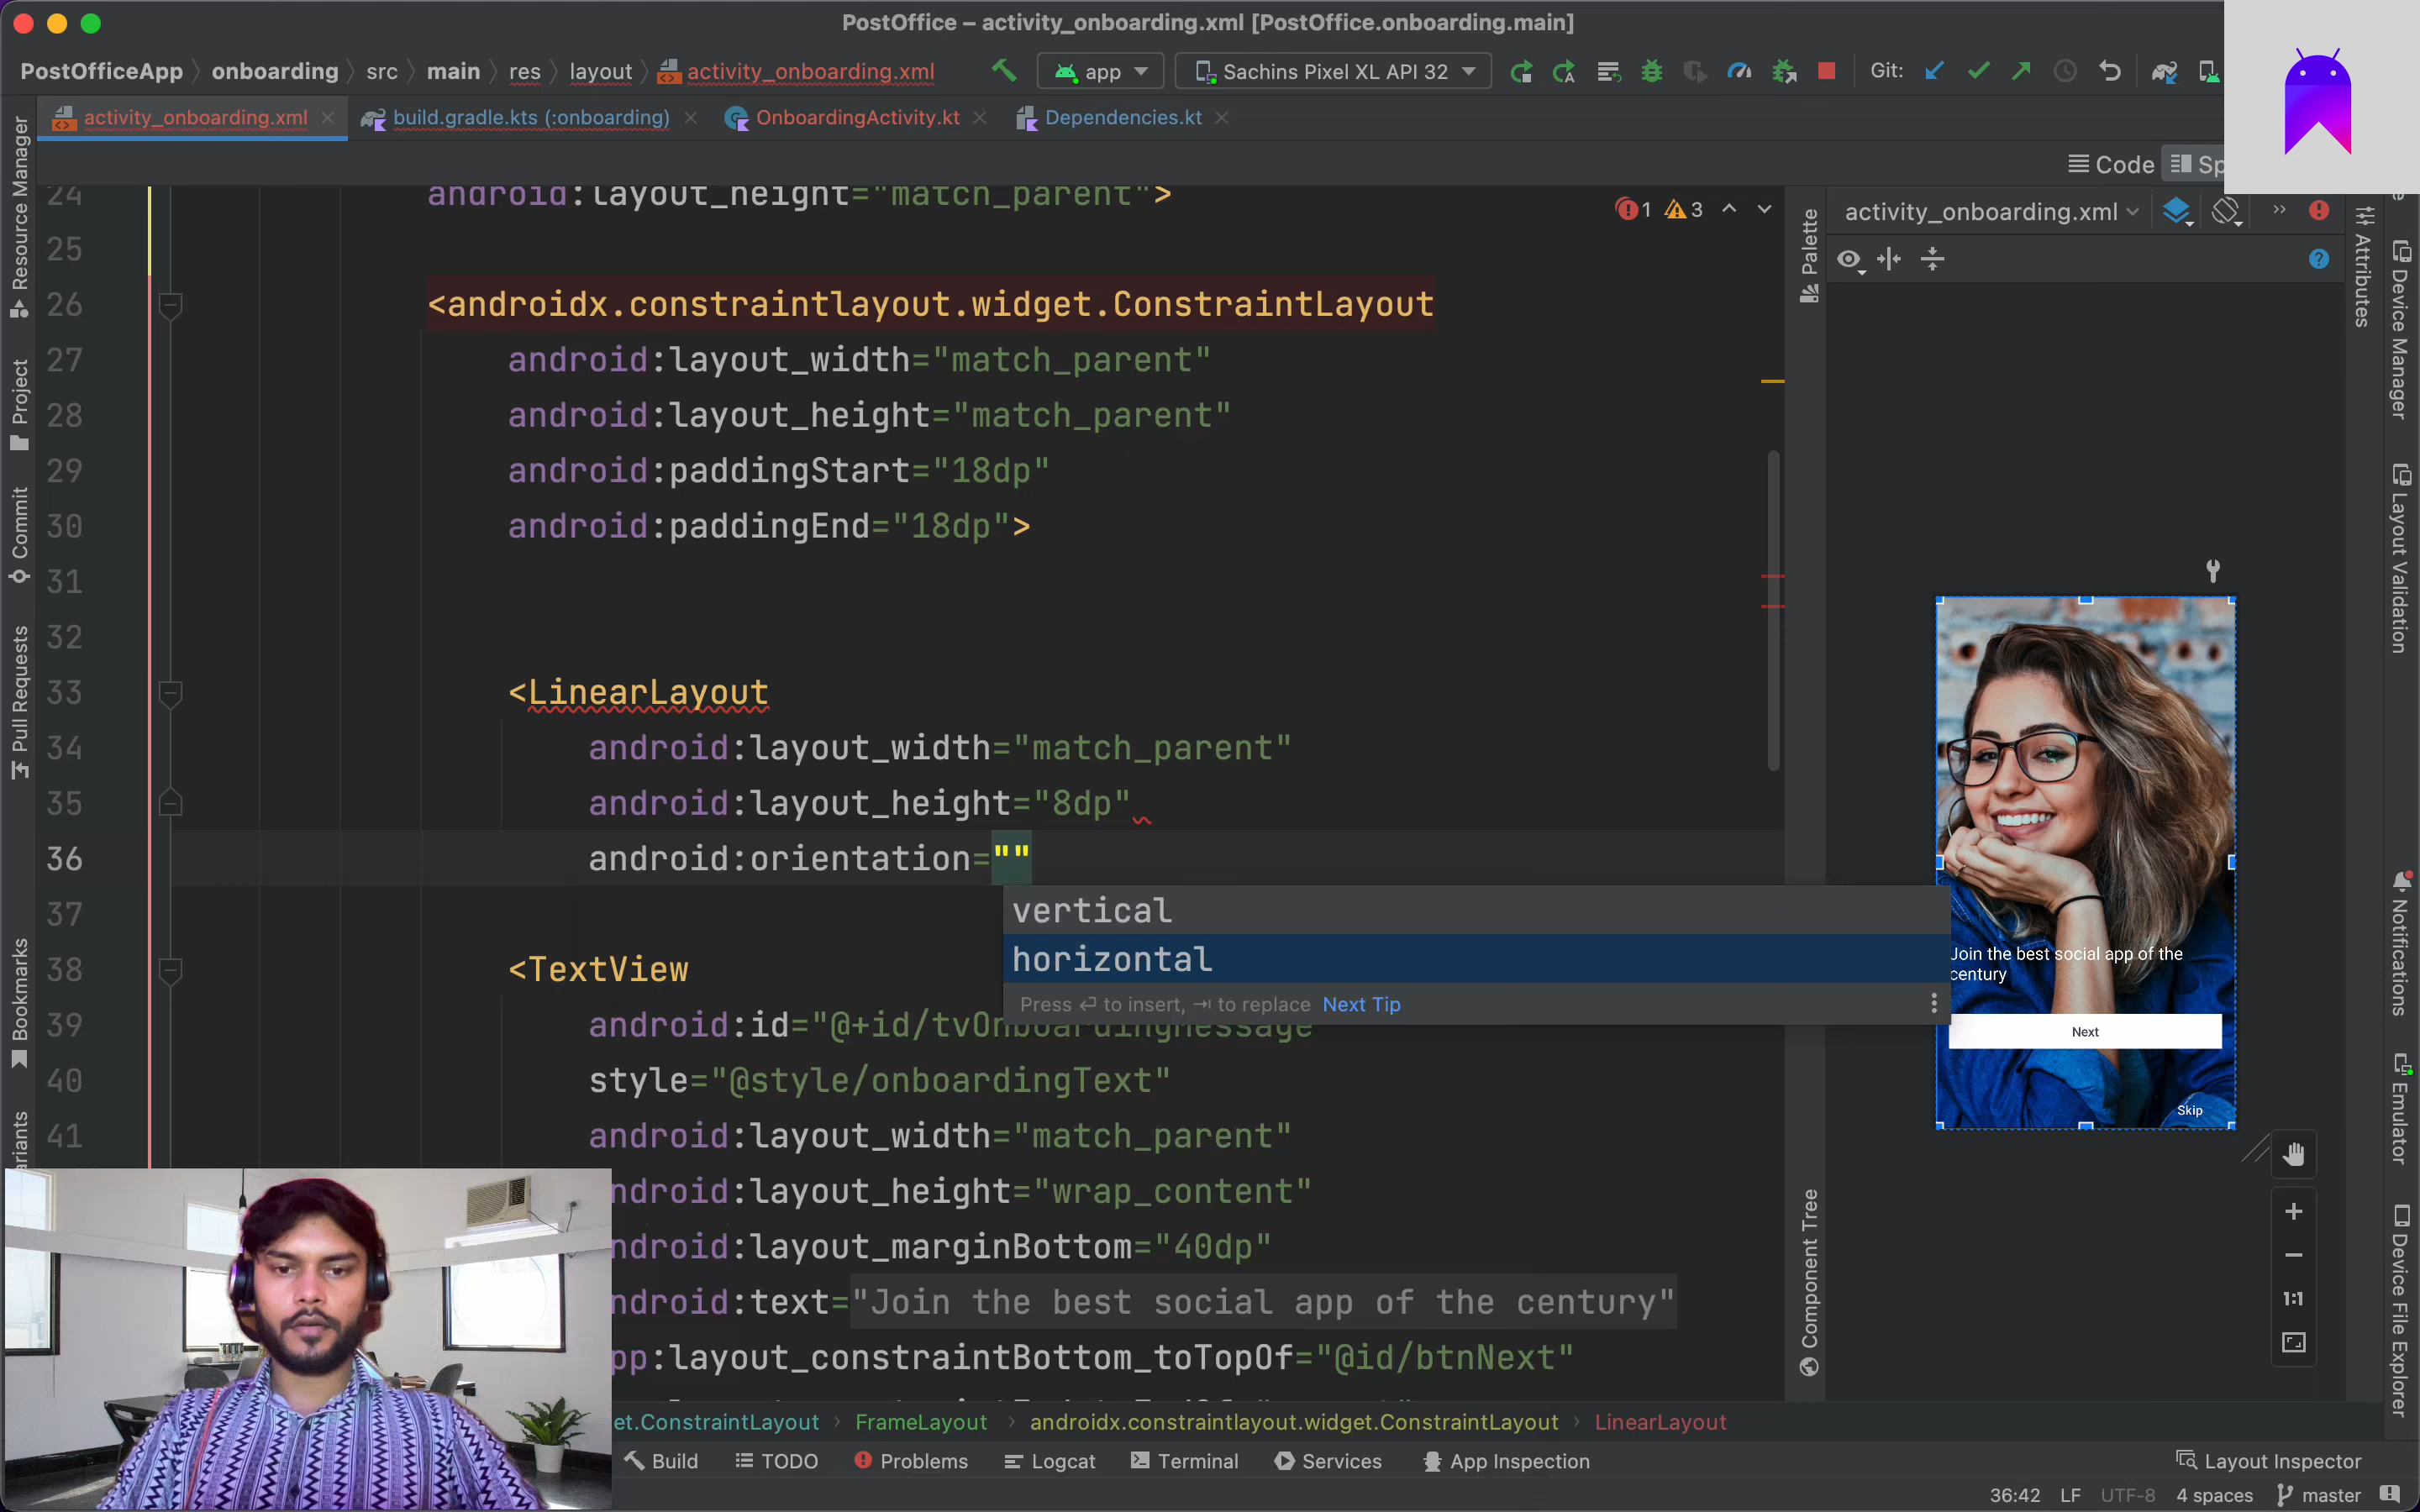 PostOffice – activity_onboarding.xml [PostOffice.onboarding.main]
PostOfficeApp onboarding src main res layout activity_onboarding.xml app Sachins Pixel XL API 32 Git:
activity_onboarding.xml build.gradle.kts (:onboarding) OnboardingActivity.kt Dependencies.kt
Code
24 android:layout_height="match_parent">
1 3
25
26 <androidx.constraintlayout.widget.ConstraintLayout
27 android:layout_width="match_parent"
28 android:layout_height="match_parent"
29 android:paddingStart="18dp"
30 android:paddingEnd="18dp">
31
32
33 <LinearLayout
34 android:layout_width="match_parent"
35 android:layout_height="8dp"
36 android:orientation=""
37
vertical
horizontal
Press ⏎ to insert, ⇥ to replace Next Tip
38 <TextView
39 android:id="@+id/tvOnboardingMessage
40 style="@style/onboardingText"
41 android:layout_width="match_parent"
ndroid:layout_height="wrap_content"
ndroid:layout_marginBottom="40dp"
ndroid:text="Join the best social app of the century"
pp:layout_constraintBottom_toTopOf="@id/btnNext"
et.ConstraintLayout FrameLayout androidx.constraintlayout.widget.ConstraintLayout LinearLayout
Build TODO Problems Logcat Terminal Services App Inspection Layout Inspector
36:42 LF UTF-8 4 spaces master
Resource Manager
Project
Commit
Pull Requests
Bookmarks
ariants
Palette
Component Tree
activity_onboarding.xml
Join the best social app of the
century
Next
Skip
1:1
Attributes
Device Manager
Layout Validation
Notifications
Emulator
Device File Explorer